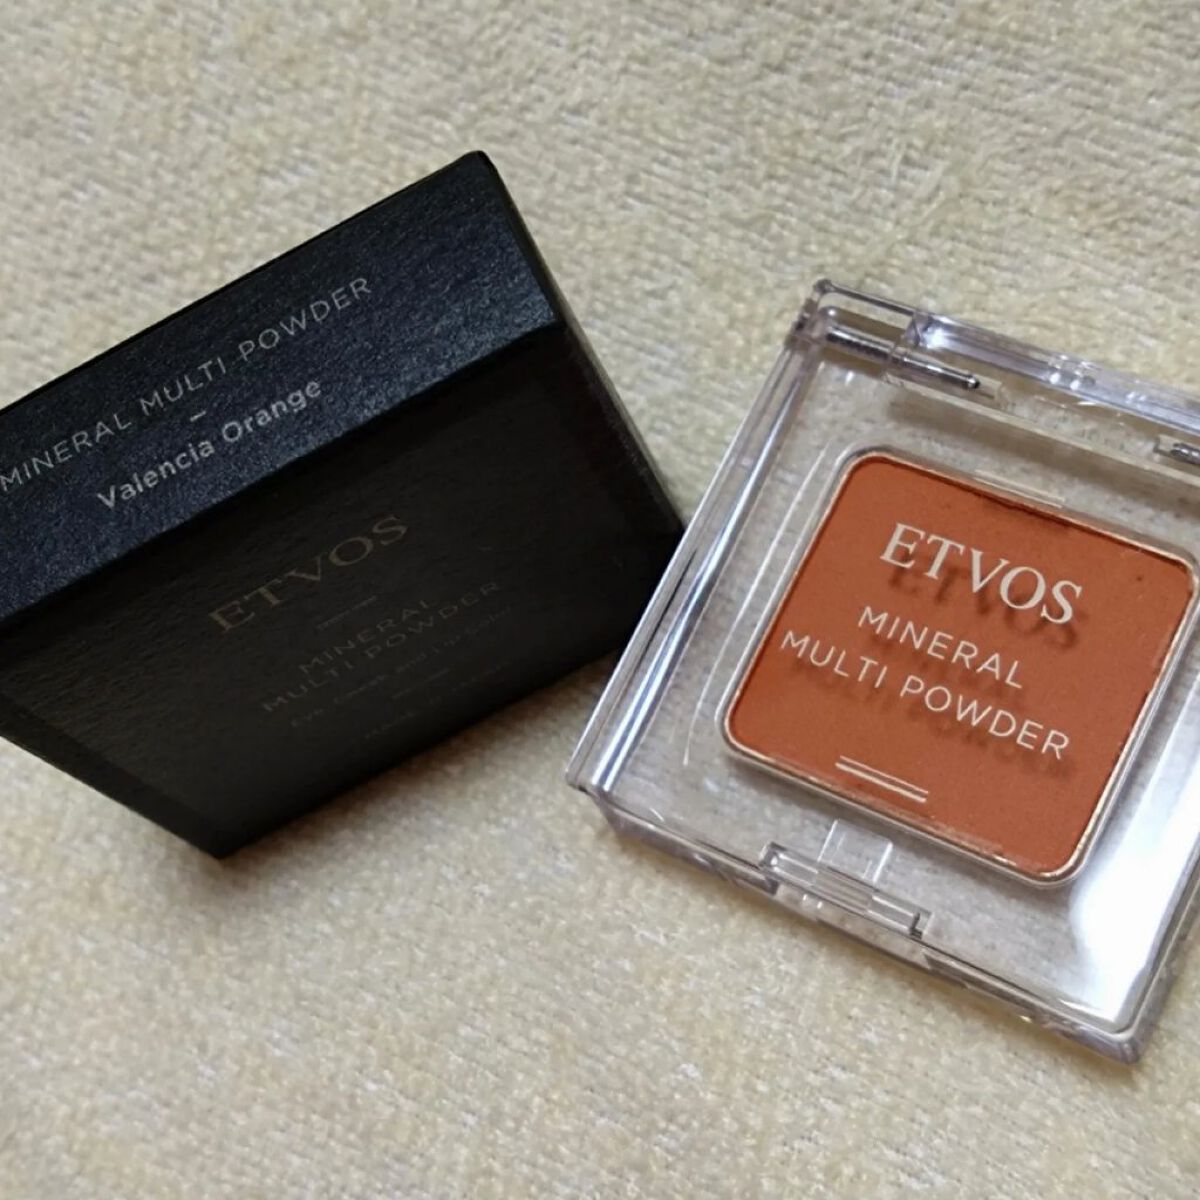 MINERAL MULTI POWDER
–
Valencia Orange
ETVOS
MINERAL
MULTI POWDER
ETVOS
MINERAL
MULTI POWDER